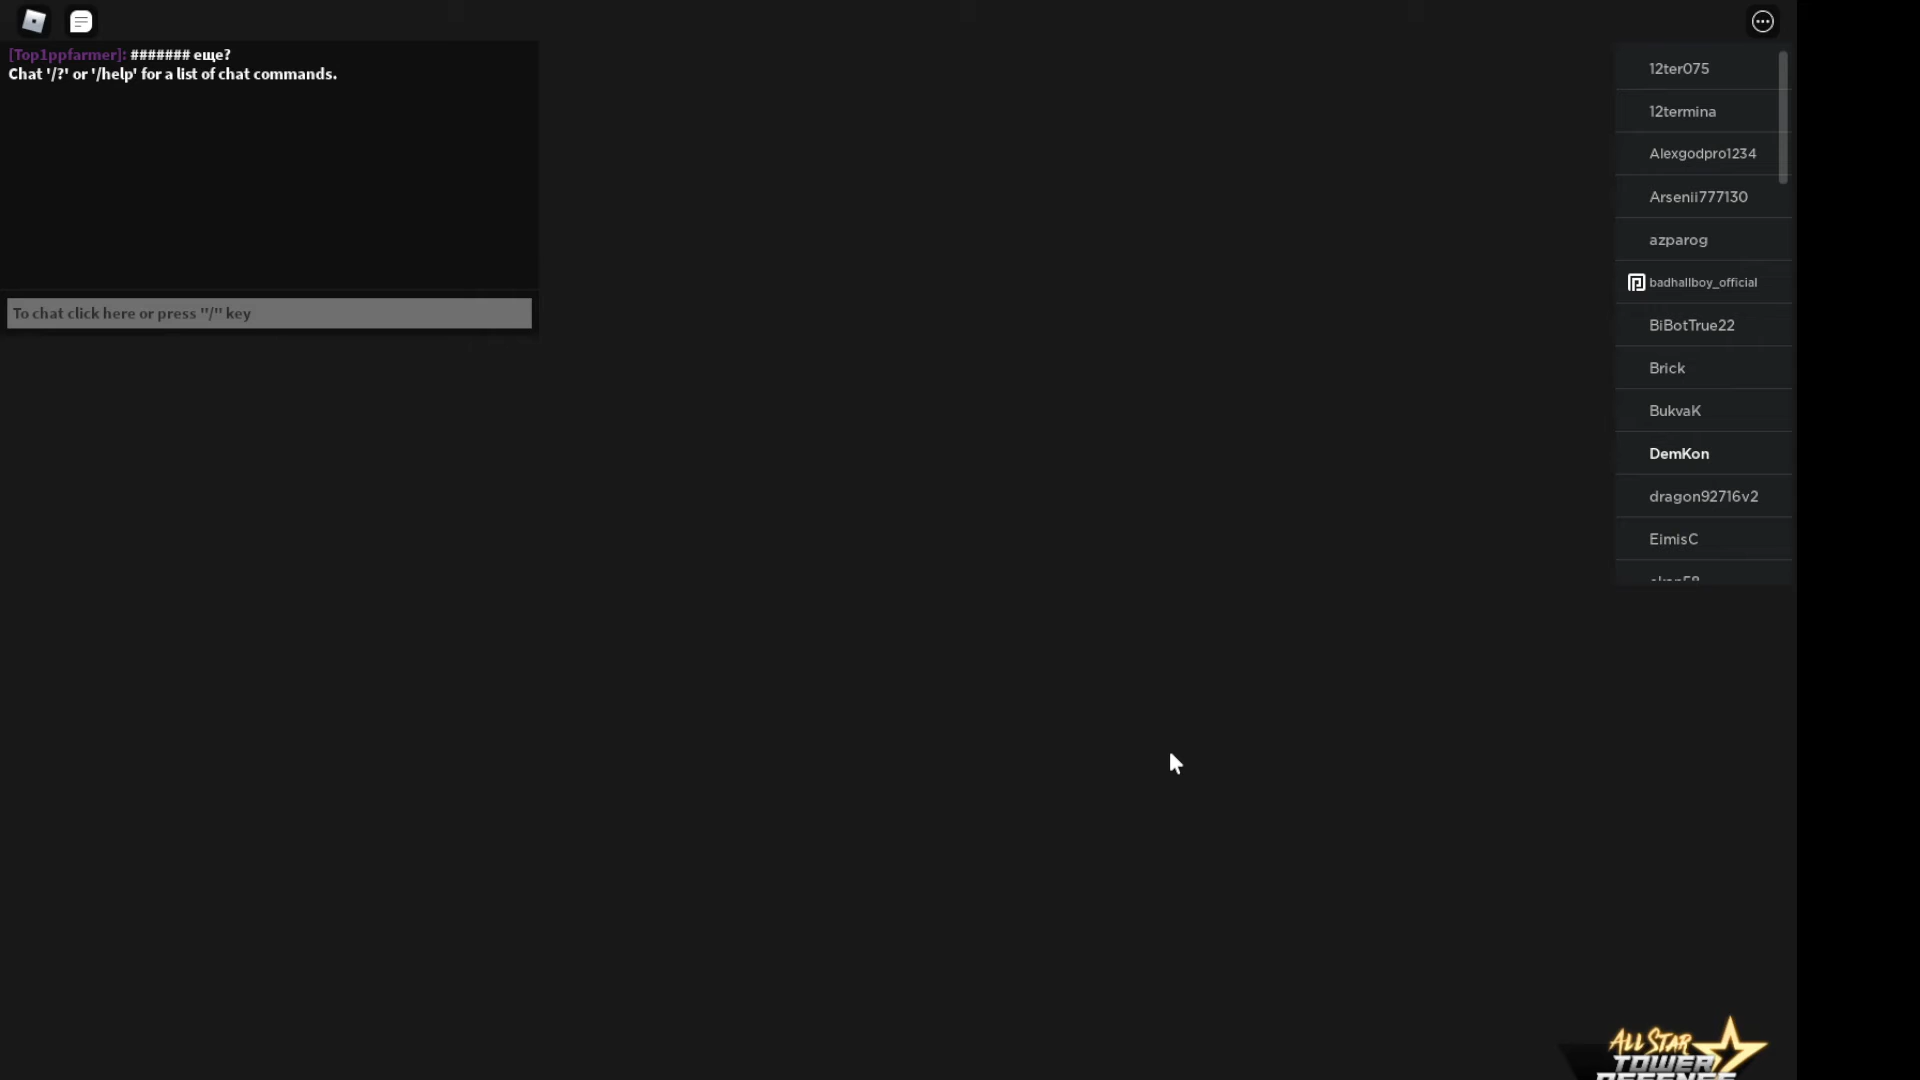 [Top1ppfarmer]: ####### еще?
Chat '/?' or '/help' for a list of chat commands.
To chat click here or press "/" key
12ter075
12termina
Alexgodpro1234
Arsenii777130
azparog
badhallboy_official
BiBotTrue22
Brick
BukvaK
DemKon
dragon92716v2
EimisC
ALL STAR
TOWER
DEFENSE